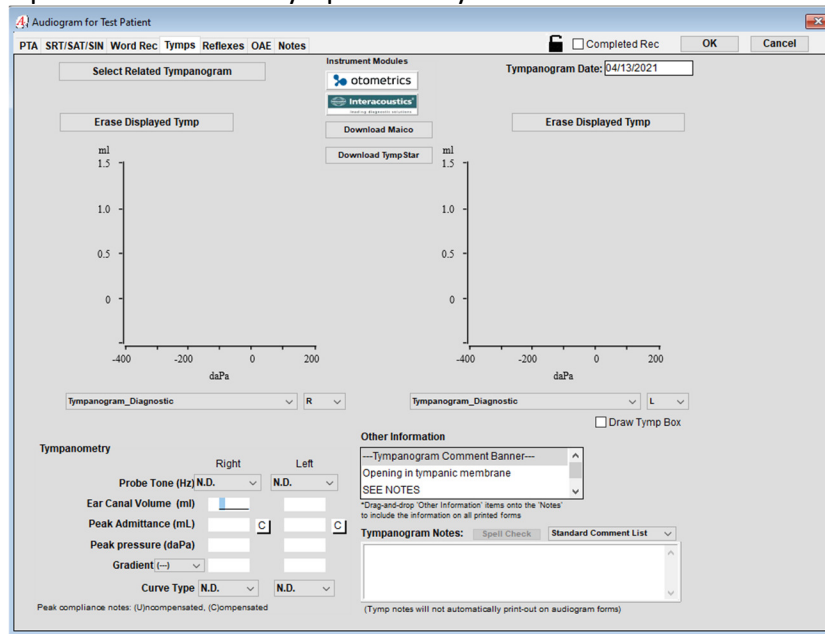 Audiogram for Test Patient
PTA SRT/SAT/SIN Word Rec Tymps Reflexes OAE Notes
Completed Rec OK Cancel
Select Related Tympanogram
Instrument Modules
otometrics
Interacoustics
Download Maico
Download TympStar
Tympanogram Date: 04/13/2021
Erase Displayed Tymp
Erase Displayed Tymp
ml
1.5
1.0
0.5
0
-400 -200 0 200
daPa
ml
1.5
1.0
0.5
0
-400 -200 0 200
daPa
Tympanogram_Diagnostic R
Tympanogram_Diagnostic L
Draw Tymp Box
Tympanometry
Right Left
Probe Tone (Hz) N.D. N.D.
Ear Canal Volume (ml)
Peak Admittance (mL) C C
Peak pressure (daPa)
Gradient (---)
Curve Type N.D. N.D.
Peak compliance notes: (U)ncompensated, (C)ompensated
Other Information
---Tympanogram Comment Banner---
Opening in tympanic membrane
SEE NOTES
*Drag-and-drop 'Other Information' items onto the 'Notes'
to include the information on all printed forms
Tympanogram Notes: Spell Check Standard Comment List
(Tymp notes will not automatically print-out on audiogram forms)